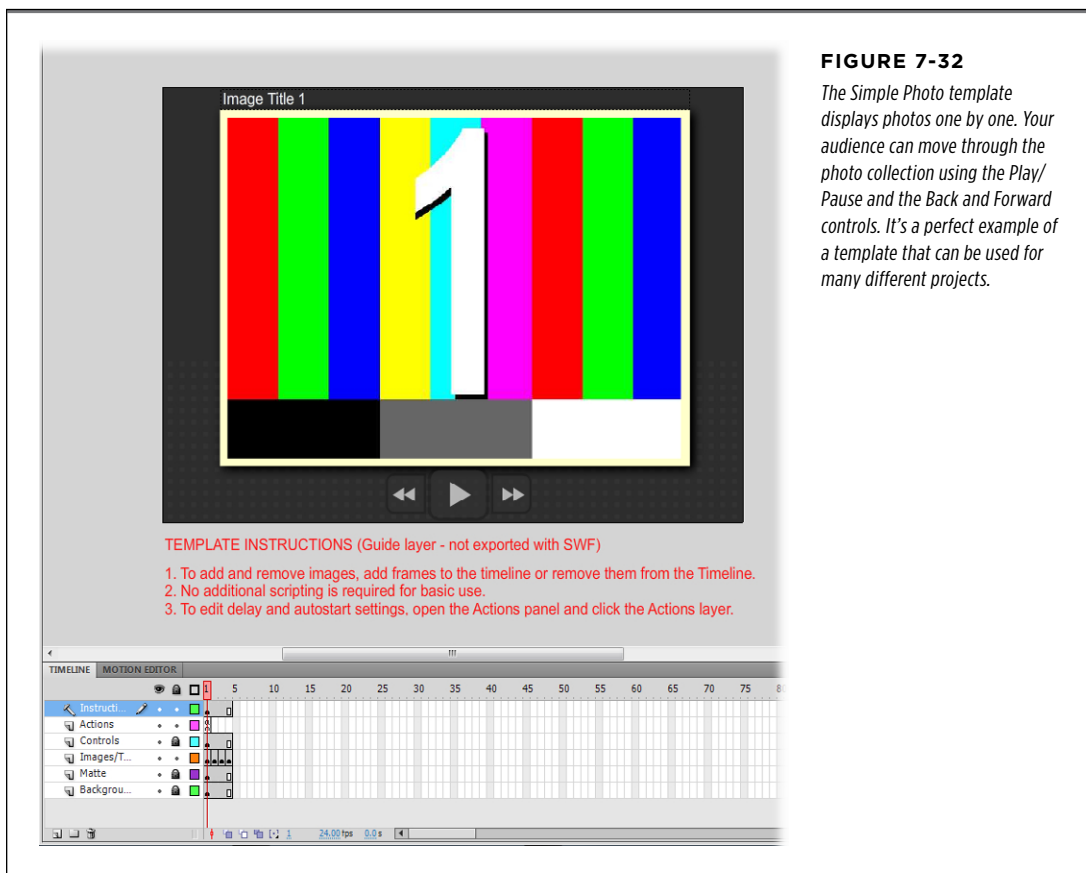 FIGURE 7-32
The Simple Photo template
displays photos one by one. Your
audience can move through the
photo collection using the Play/
Pause and the Back and Forward
controls. It's a perfect example of
a template that can be used for
many different projects.
Image Title 1
1
TEMPLATE INSTRUCTIONS (Guide layer - not exported with SWF)
1. To add and remove images, add frames to the timeline or remove them from the Timeline.
2. No additional scripting is required for basic use.
3. To edit delay and autostart settings, open the Actions panel and click the Actions layer.
TIMELINE MOTION EDITOR
1 5 10 15 20 25 30 35 40 45 50 55 60 65 70 75
Instructi...
Actions
Controls
Images/T...
Matte
Backgrou...
1 24.00 fps 0.0 s